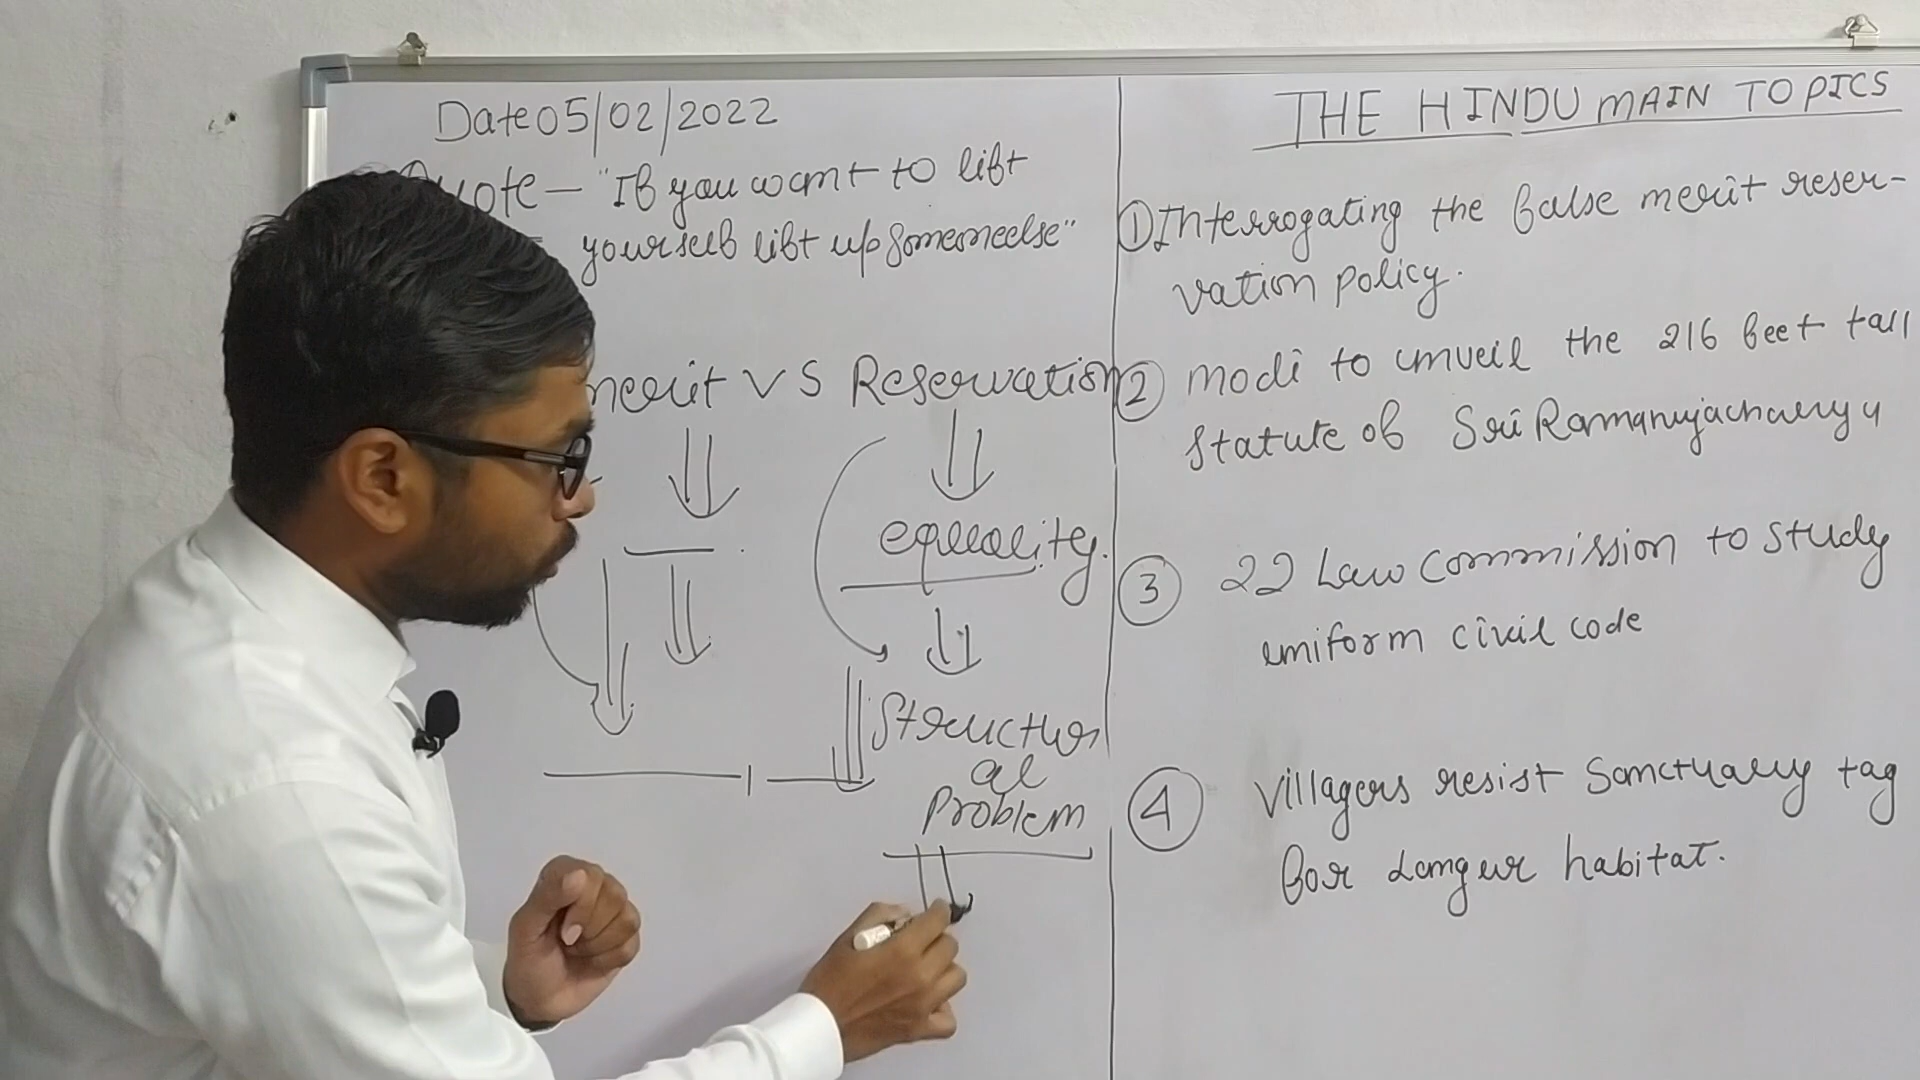 Date 05/02/2022
Quote - "If you want to lift
yourself lift up someoneelse"
merit VS Reservation
equality.
Structur
al
Problem
THE HINDU MAIN TOPICS
① Interrogating the false merit reser-
vation policy.
② modi to unveil the 216 feet tall
Statute of Sri Ramanujacharya
③ 22 Law Commission to study
uniform civil code
④ Villagers resist Sanctuary tag
for Langur habitat.